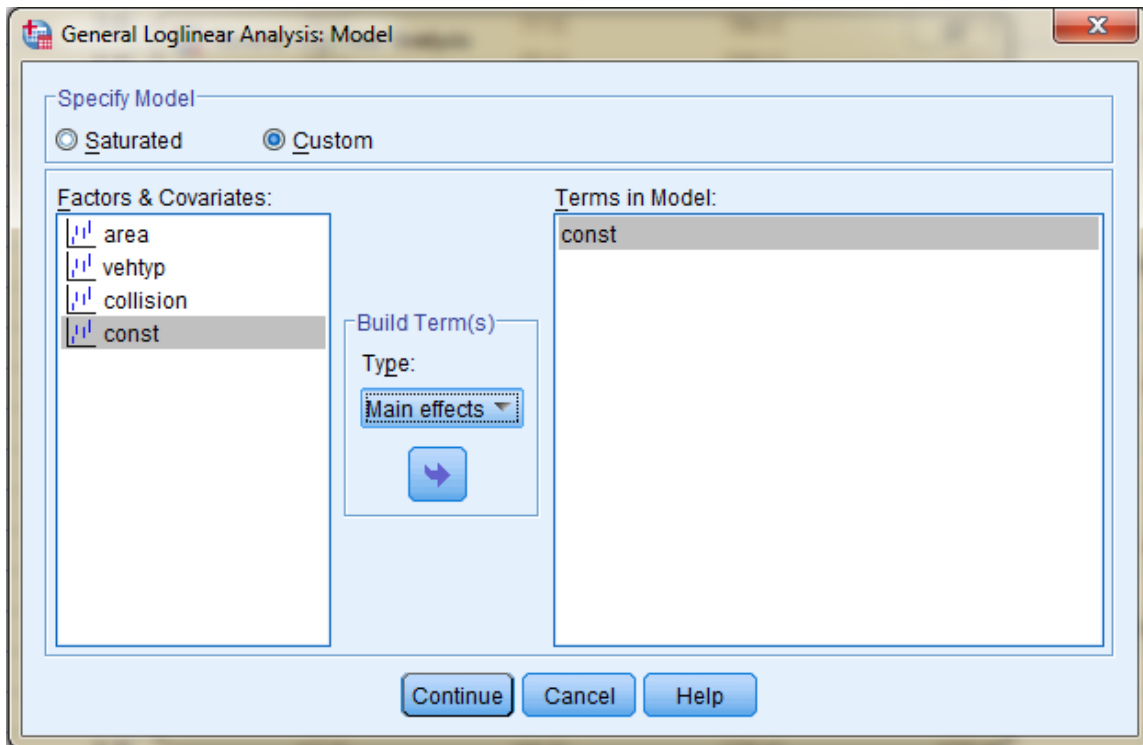 General Loglinear Analysis: Model
Specify Model
Saturated
Custom
Factors & Covariates:
area
vehtyp
collision
const
Build Term(s)
Type:
Main effects
Terms in Model:
const
Continue
Cancel
Help